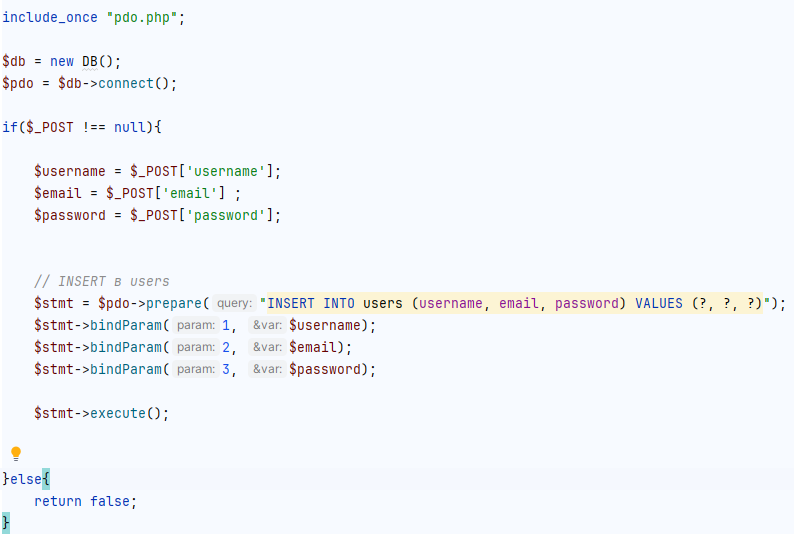 include_once "pdo.php";
$db = new DB();
$pdo = $db->connect();
if($_POST !== null){
$username = $_POST['username'];
$email = $_POST['email'] ;
$password = $_POST['password'];
// INSERT в users
$stmt = $pdo->prepare( query: "INSERT INTO users (username, email, password) VALUES (?, ?, ?)");
$stmt->bindParam( param: 1, &var: $username);
$stmt->bindParam( param: 2, &var: $email);
$stmt->bindParam( param: 3, &var: $password);
$stmt->execute();
}else{
return false;
}